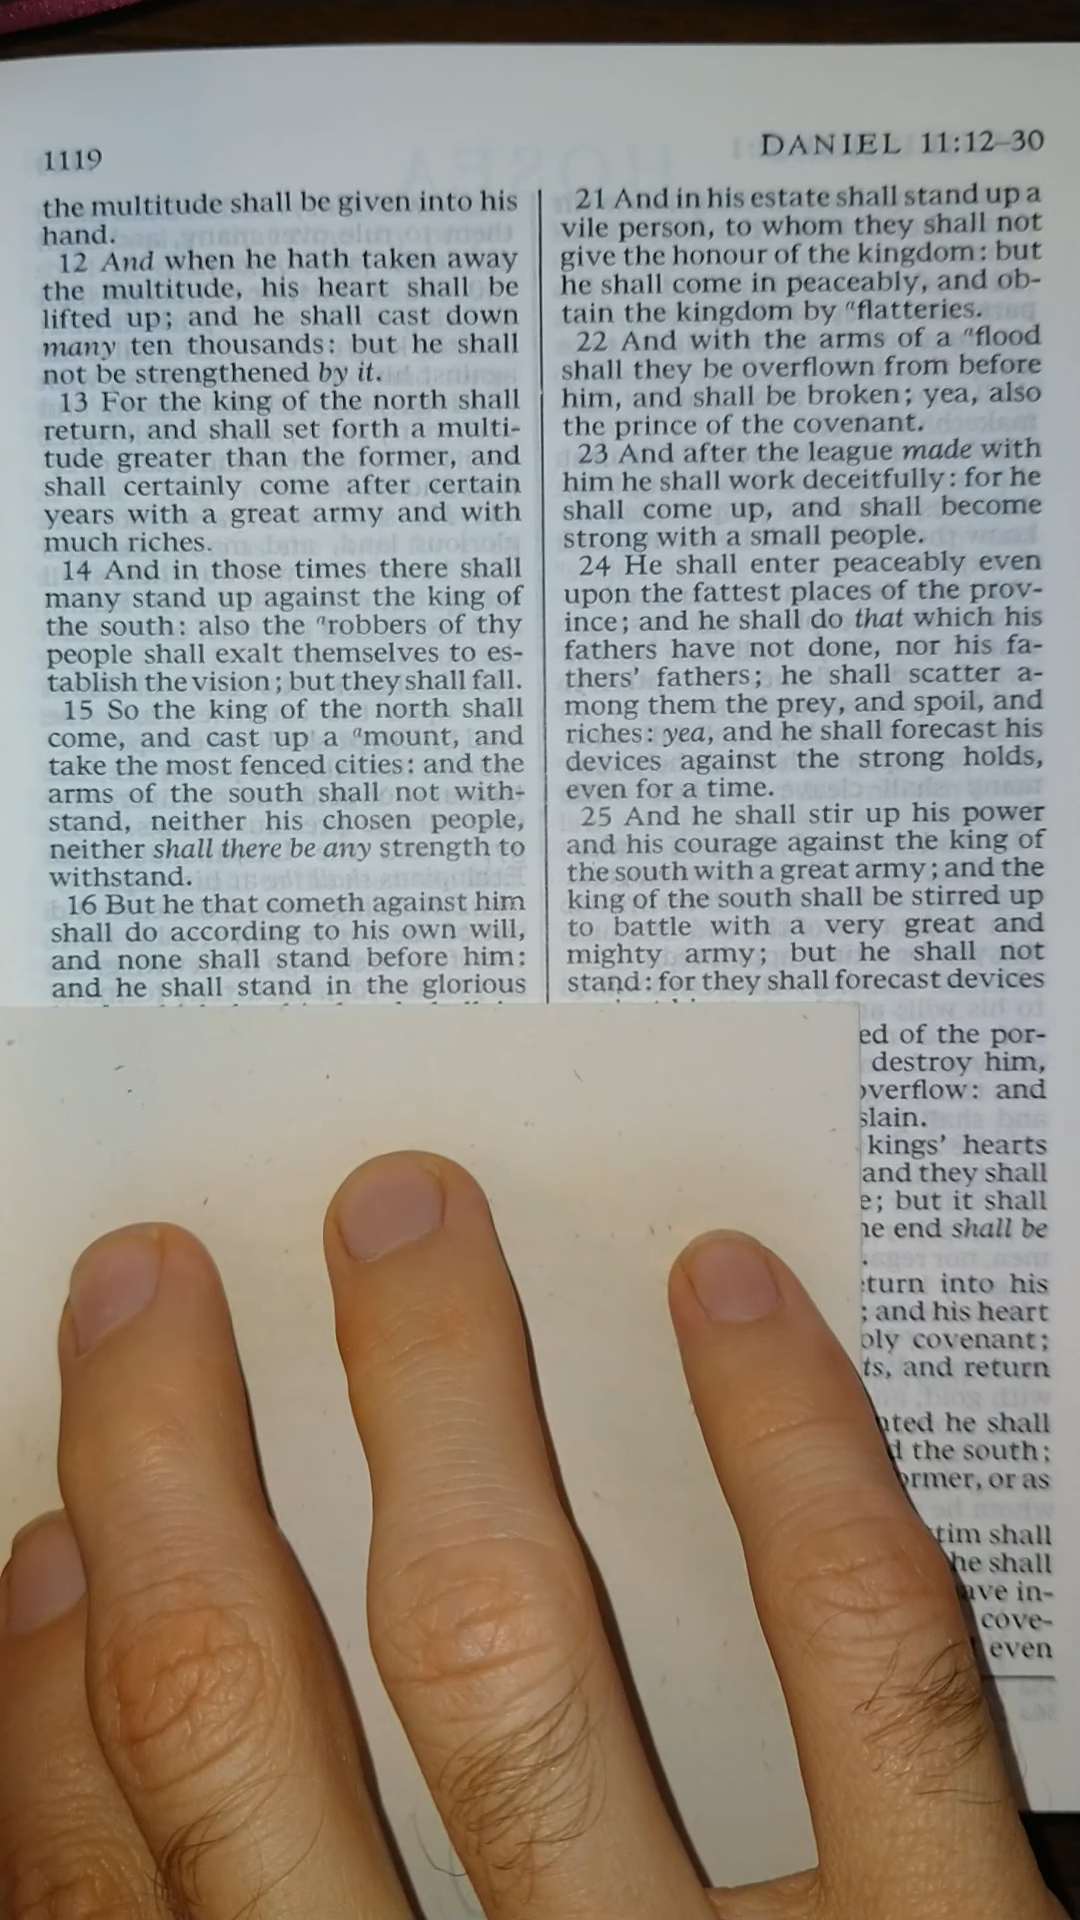 1119
DANIEL 11:12–30
the multitude shall be given into his
hand.
12 And when he hath taken away
the multitude, his heart shall be
lifted up; and he shall cast down
many ten thousands: but he shall
not be strengthened by it.
13 For the king of the north shall
return, and shall set forth a multi-
tude greater than the former, and
shall certainly come after certain
years with a great army and with
much riches.
14 And in those times there shall
many stand up against the king of
the south: also the ᵃrobbers of thy
people shall exalt themselves to es-
tablish the vision; but they shall fall.
15 So the king of the north shall
come, and cast up a ᵃmount, and
take the most fenced cities: and the
arms of the south shall not with-
stand, neither his chosen people,
neither shall there be any strength to
withstand.
16 But he that cometh against him
shall do according to his own will,
and none shall stand before him:
and he shall stand in the glorious
21 And in his estate shall stand up a
vile person, to whom they shall not
give the honour of the kingdom: but
he shall come in peaceably, and ob-
tain the kingdom by ᵃflatteries.
22 And with the arms of a ᵃflood
shall they be overflown from before
him, and shall be broken; yea, also
the prince of the covenant.
23 And after the league made with
him he shall work deceitfully: for he
shall come up, and shall become
strong with a small people.
24 He shall enter peaceably even
upon the fattest places of the prov-
ince; and he shall do that which his
fathers have not done, nor his fa-
thers’ fathers; he shall scatter a-
mong them the prey, and spoil, and
riches: yea, and he shall forecast his
devices against the strong holds,
even for a time.
25 And he shall stir up his power
and his courage against the king of
the south with a great army; and the
king of the south shall be stirred up
to battle with a very great and
mighty army; but he shall not
stand: for they shall forecast devices
of the por-
destroy him,
overflow: and
slain.
kings’ hearts
and they shall
; but it shall
end shall be
.
into his
; and his heart
covenant;
, and return
he shall
the south;
, or as
shall
he shall
in-
cove-
even